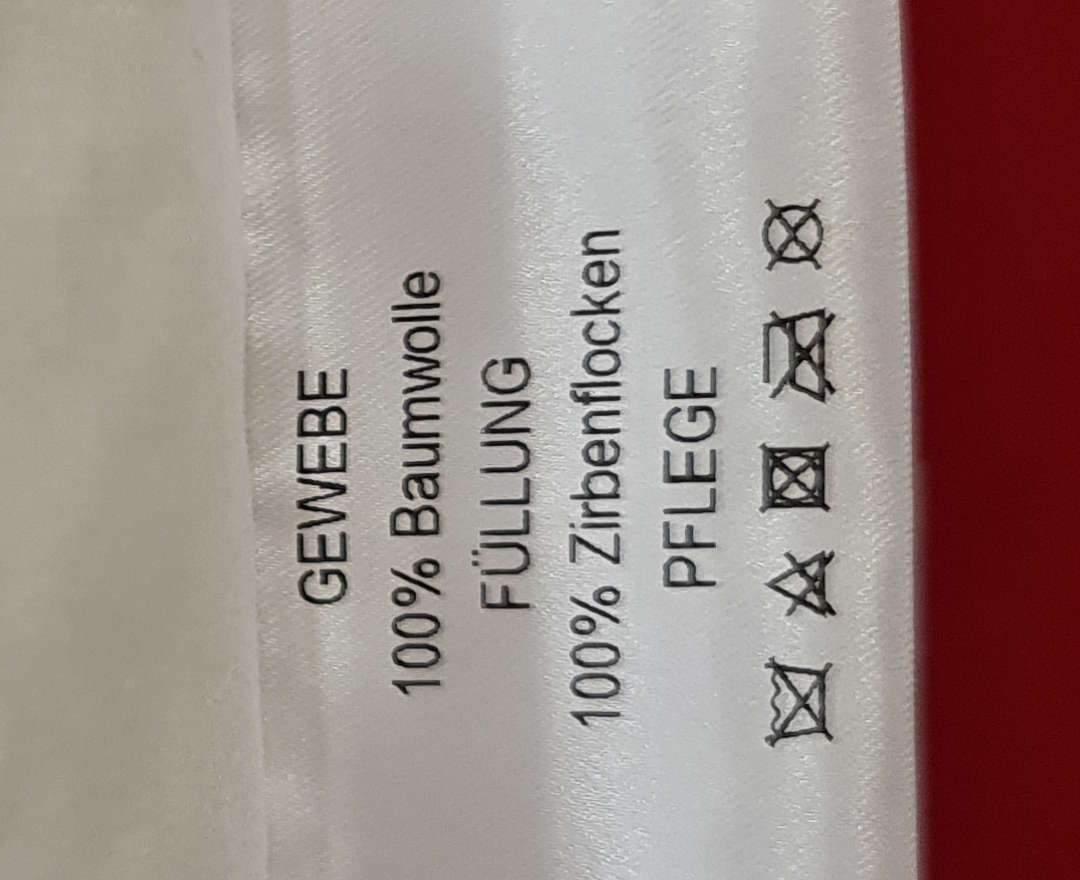 GEWEBE
100% Baumwolle
FÜLLUNG
100% Zirbenflocken
PFLEGE